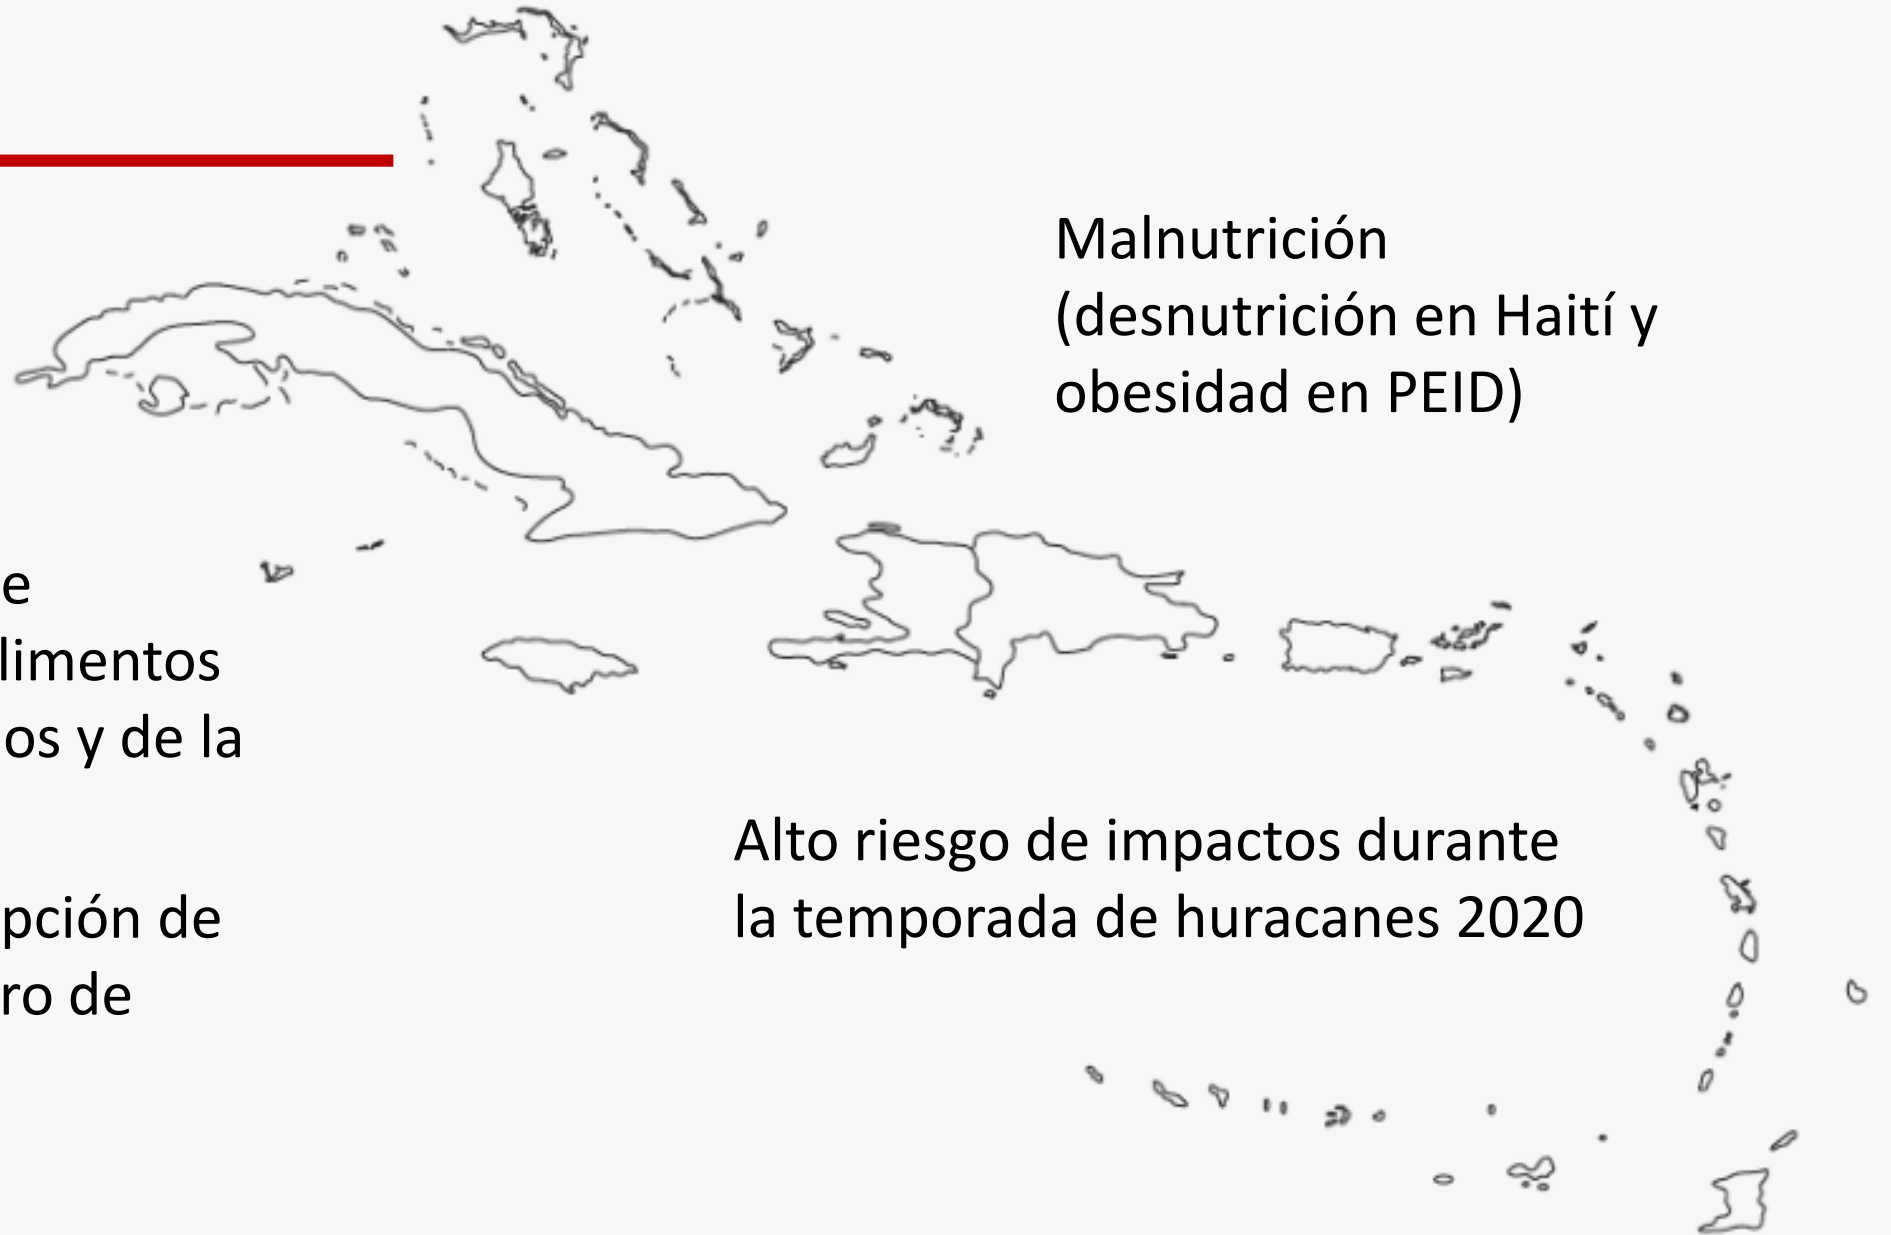 Malnutrición
(desnutrición en Haití y
obesidad en PEID)
e
limentos
os y de la
pción de
ro de
Alto riesgo de impactos durante
la temporada de huracanes 2020